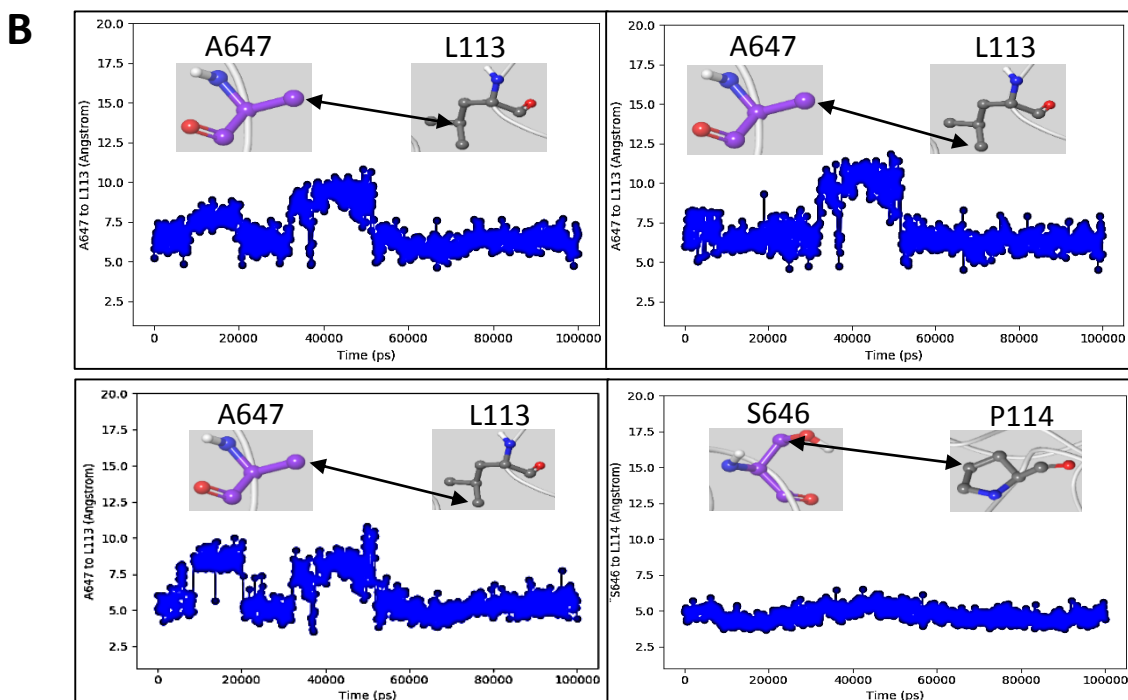 B
20.0
17.5
15.0
12.5
10.0
7.5
5.0
2.5
A647 to L113 (Angstrom)
A647
L113
0 20000 40000 60000 80000 100000
Time (ps)
20.0
17.5
15.0
12.5
10.0
7.5
5.0
2.5
A647 to L113 (Angstrom)
A647
L113
0 20000 40000 60000 80000 100000
Time (ps)
20.0
17.5
15.0
12.5
10.0
7.5
5.0
2.5
A647 to L113 (Angstrom)
A647
L113
0 20000 40000 60000 80000 100000
Time (ps)
20.0
17.5
15.0
12.5
10.0
7.5
5.0
2.5
S646 to L114 (Angstrom)
S646
P114
0 20000 40000 60000 80000 100000
Time (ps)